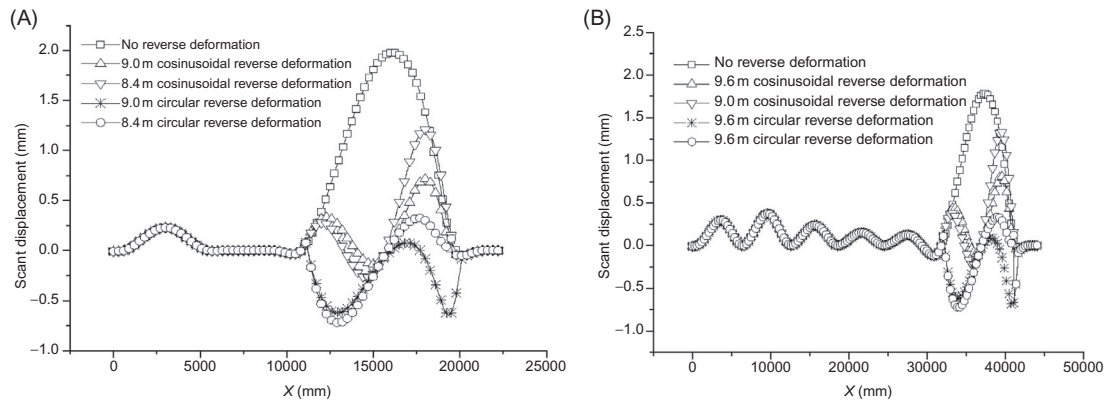 (A)
2.0
1.5
1.0
0.5
0.0
−0.5
−1.0
Scant displacement (mm)
No reverse deformation
9.0 m cosinusoidal reverse deformation
8.4 m cosinusoidal reverse deformation
9.0 m circular reverse deformation
8.4 m circular reverse deformation
0 5000 10000 15000 20000 25000
X (mm)
(B)
2.5
2.0
1.5
1.0
0.5
0.0
−0.5
−1.0
Scant displacement (mm)
No reverse deformation
9.6 m cosinusoidal reverse deformation
9.0 m cosinusoidal reverse deformation
9.6 m circular reverse deformation
9.6 m circular reverse deformation
0 10000 20000 30000 40000 50000
X (mm)